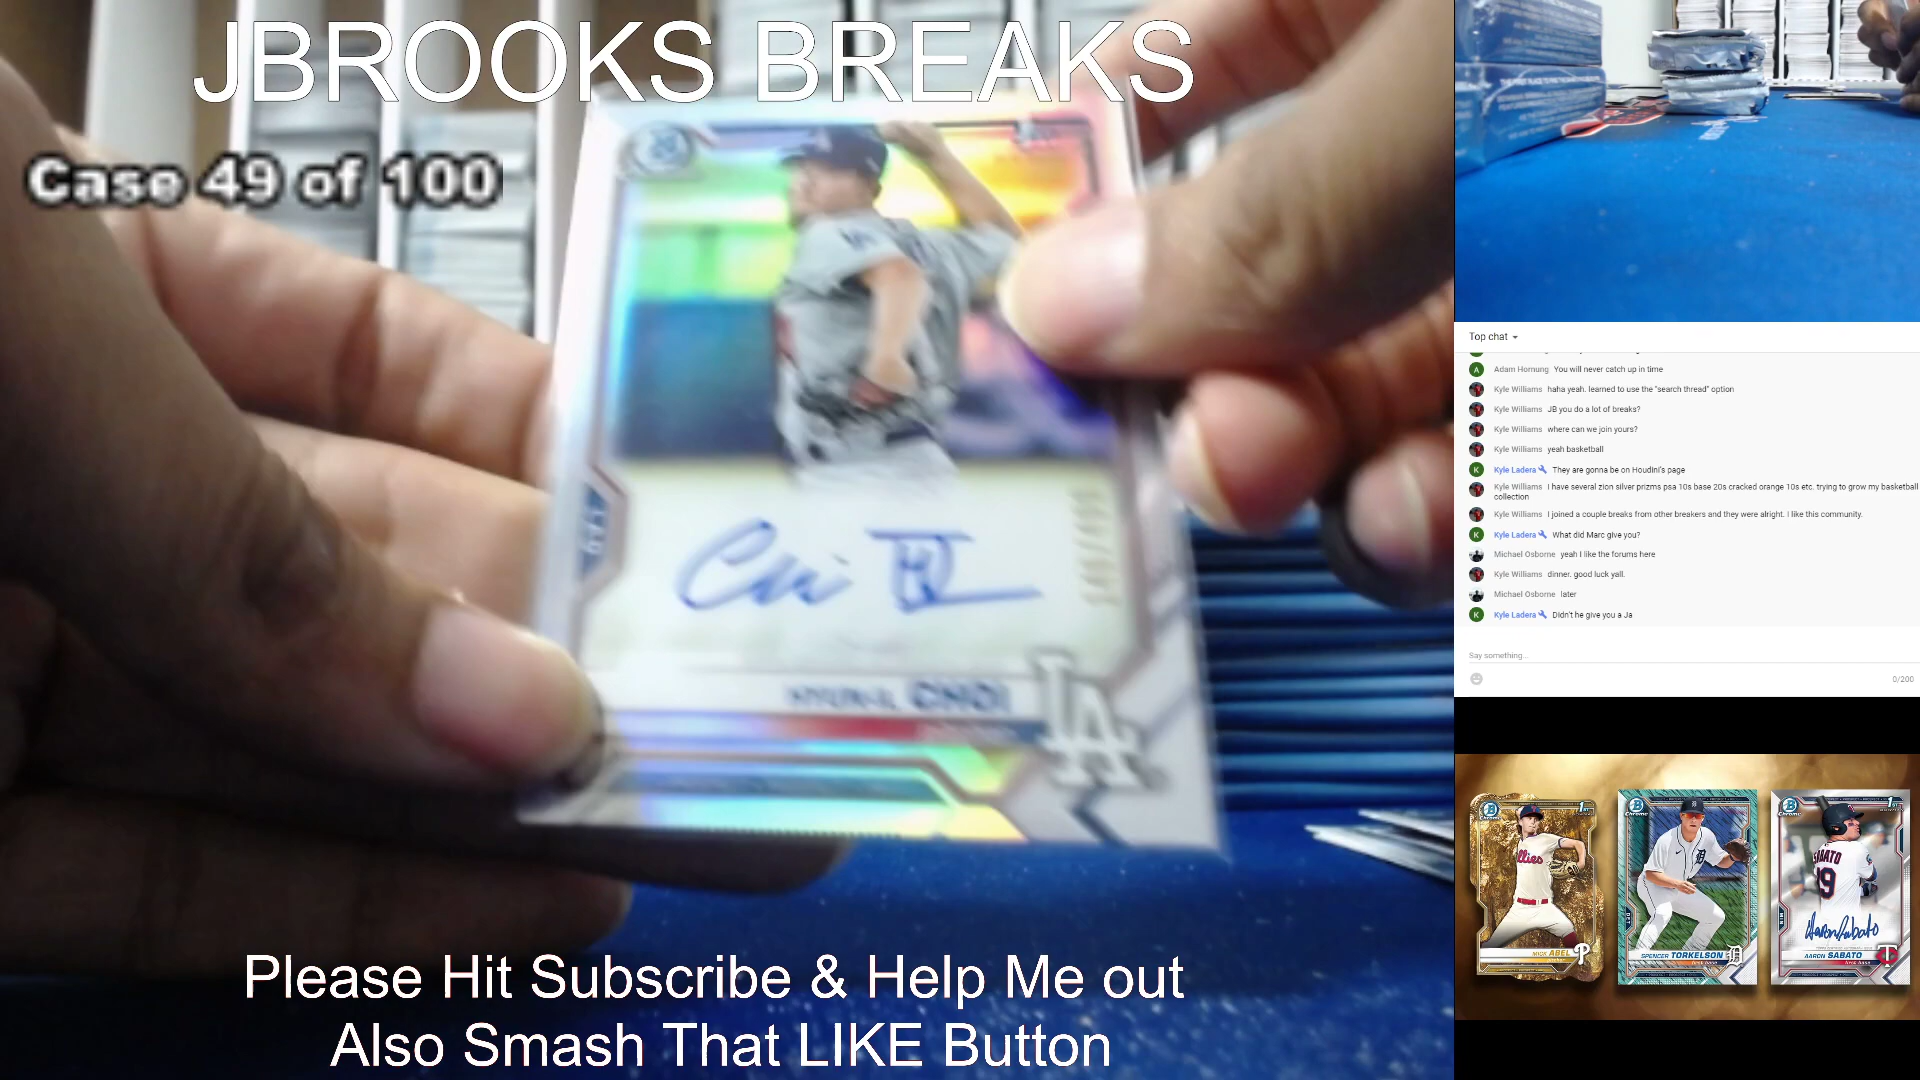 JBROOKS BREAKS
Case 49 of 100
HYUN-IL CHOI
LA
Please Hit Subscribe & Help Me out
Also Smash That LIKE Button
Top chat
Adam Hornung You will never catch up in time
Kyle Williams haha yeah. learned to use the "search thread" option
Kyle Williams JB you do a lot of breaks?
Kyle Williams where can we join yours?
Kyle Williams yeah basketball
Kyle Ladera They are gonna be on Houdini's page
Kyle Williams I have several zion silver prizms psa 10s base 20s cracked orange 10s etc. trying to grow my basketball
collection
Kyle Williams I joined a couple breaks from other breakers and they were alright. I like this community.
Kyle Ladera What did Marc give you?
Michael Osborne yeah I like the forums here
Kyle Williams dinner. good luck yall.
Michael Osborne later
Kyle Ladera Didn't he give you a Ja
Say something...
0/200
MICK ABEL
SPENCER TORKELSON
AARON SABATO